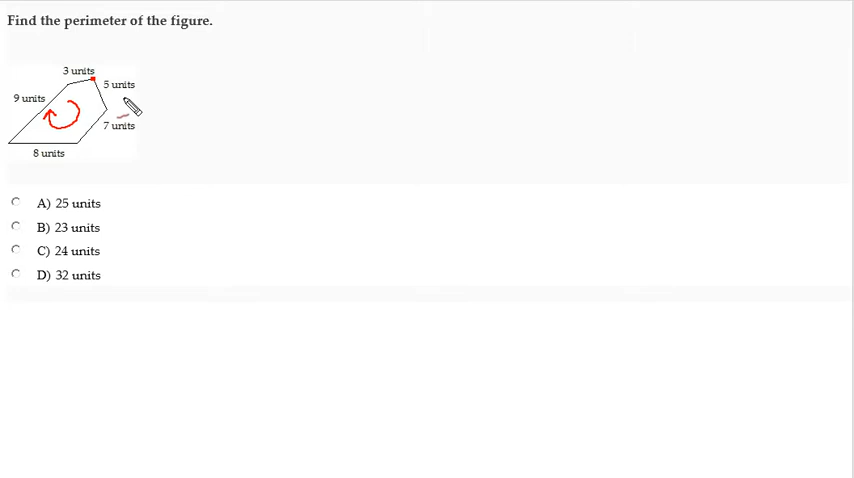 Find the perimeter of the figure.
3 units
5 units
9 units
7 units
8 units
A) 25 units
B) 23 units
C) 24 units
D) 32 units